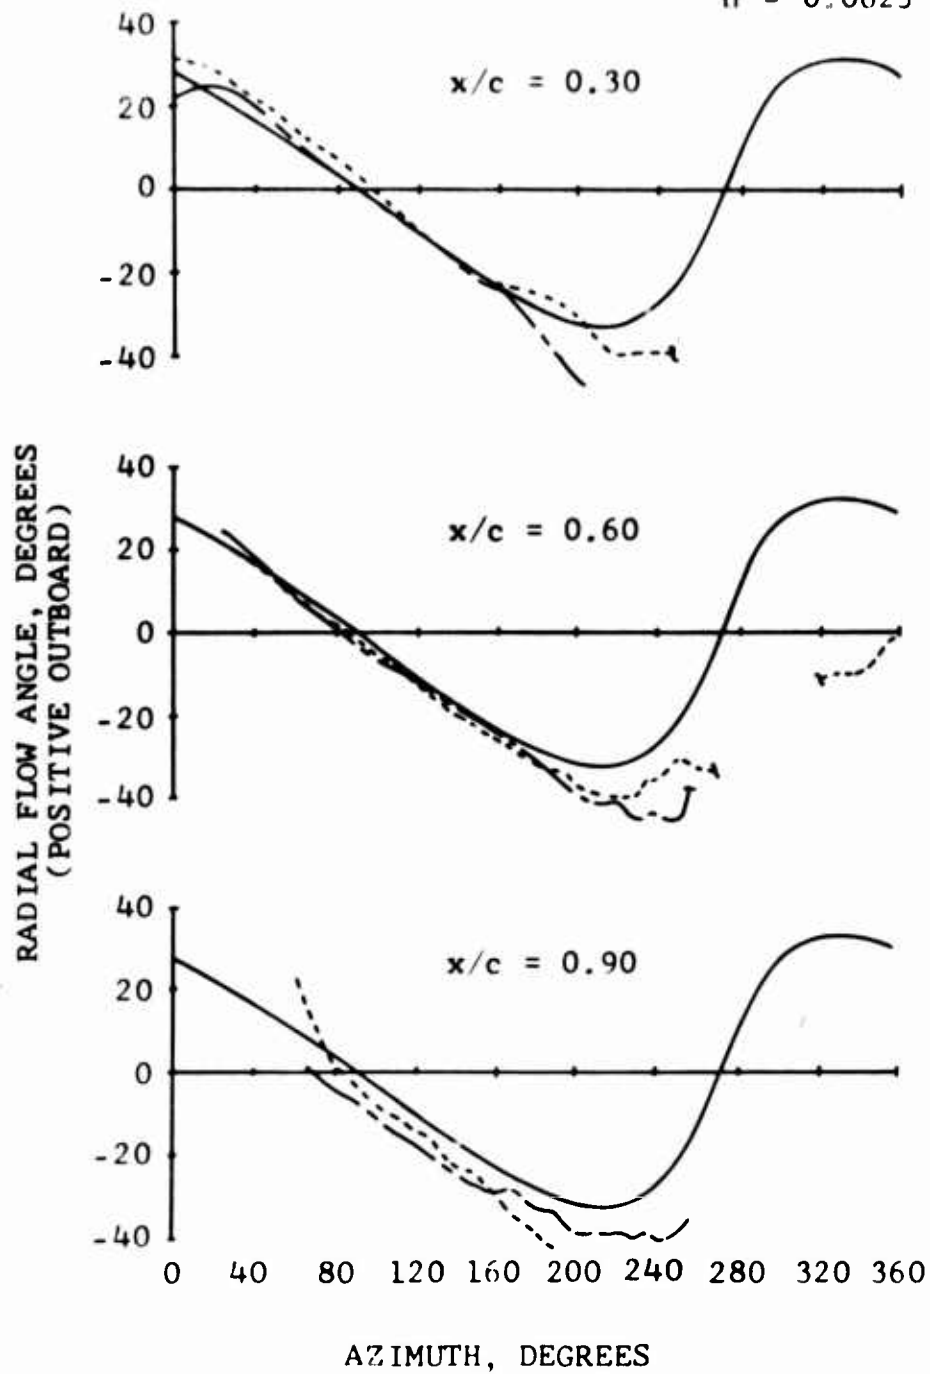 40
x/c = 0.30
20
0
-20
-40
RADIAL FLOW ANGLE, DEGREES
(POSITIVE OUTBOARD)
40
x/c = 0.60
20
0
-20
-40
40
x/c = 0.90
20
0
-20
-40
0 40 80 120 160 200 240 280 320 360
AZIMUTH, DEGREES